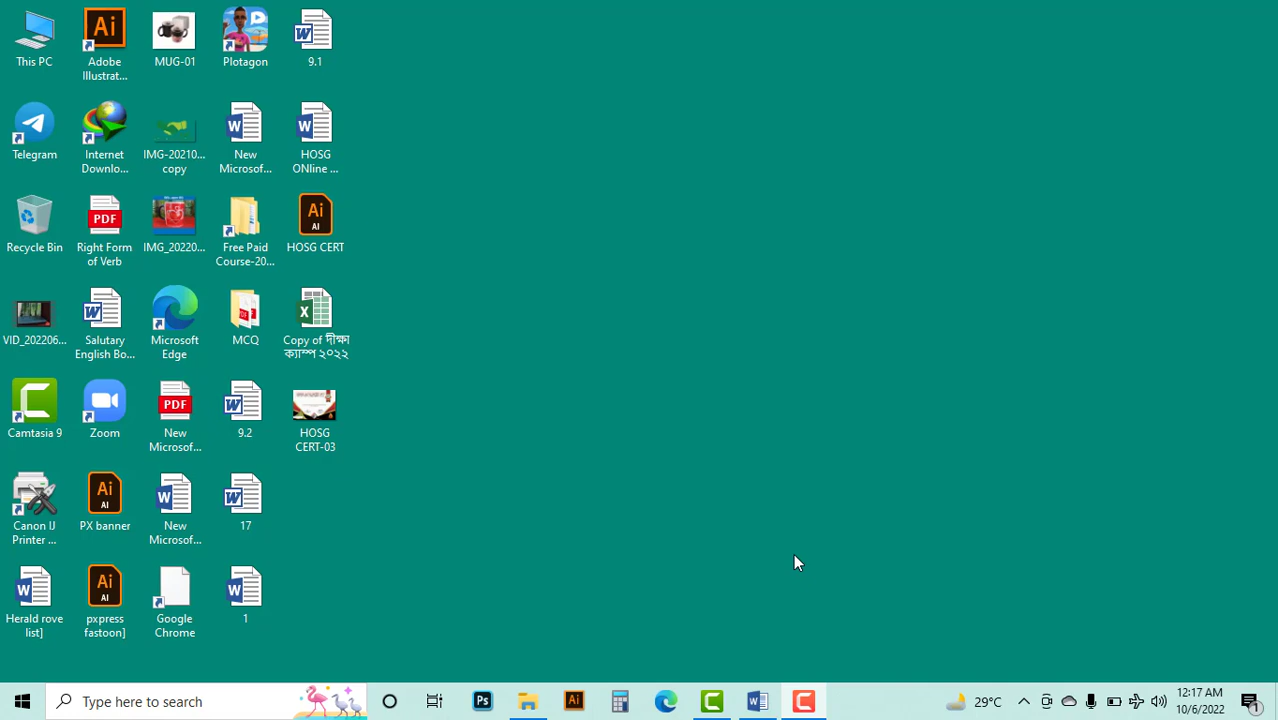 This PC
Adobe
Illustrat...
MUG-01
Plotagon
9.1
Telegram
Internet
Downlo...
IMG-20210...
copy
New
Microsof...
HOSG
ONline ...
Recycle Bin
Right Form
of Verb
IMG_20220...
Free Paid
Course-20...
HOSG CERT
VID_202206...
Salutary
English Bo...
Microsoft
Edge
MCQ
Copy of দীক্ষা
ক্যাম্প ২০২২
Camtasia 9
Zoom
New
Microsof...
9.2
HOSG
CERT-03
Canon IJ
Printer ...
PX banner
New
Microsof...
17
Herald rove
list]
pxpress
fastoon]
Google
Chrome
1
Type here to search
29°C
12:17 AM
10/6/2022